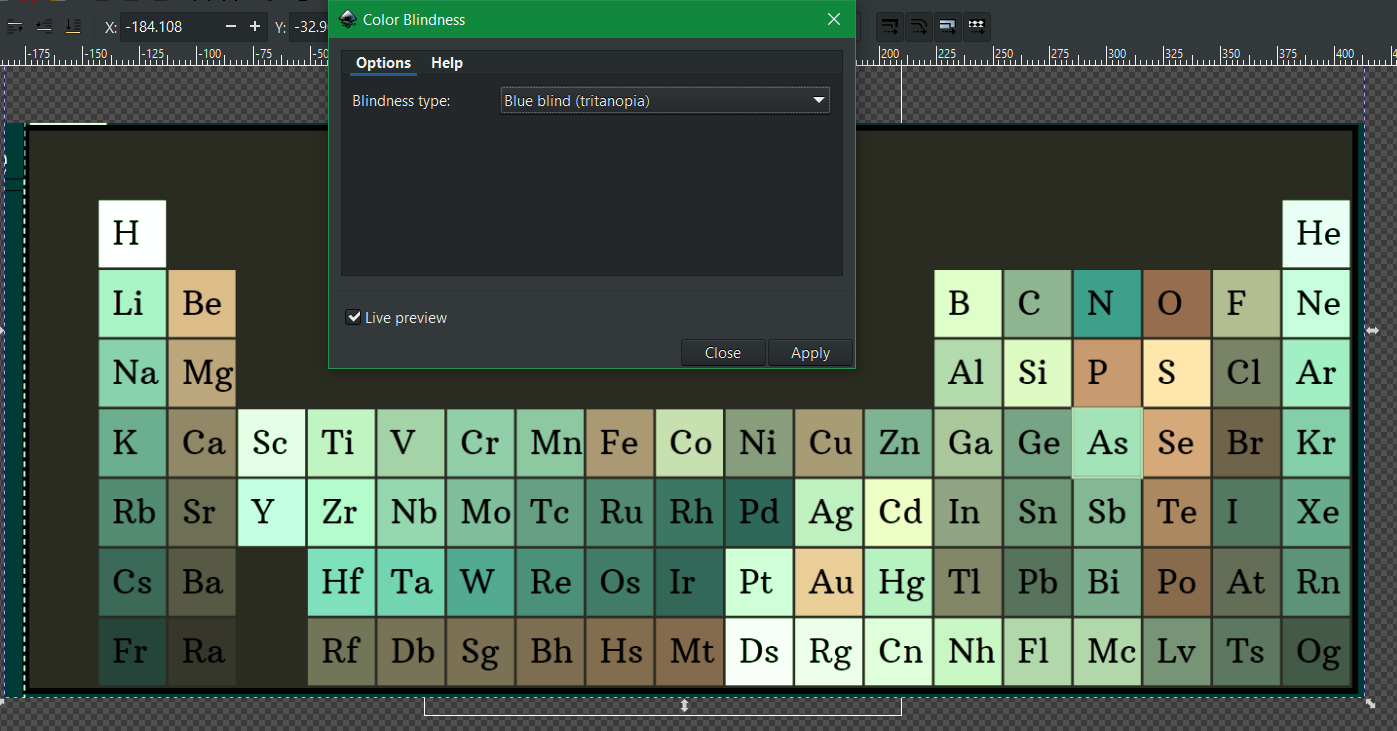 Color Blindness
X: -184.108 − + Y: -32.9
-175 -150 -125 -100 -75 -50 200 225 250 275 300 325 350 375 400
Options Help
Blindness type: Blue blind (tritanopia)
Live preview
Close Apply
H He
Li Be B C N O F Ne
Na Mg Al Si P S Cl Ar
K Ca Sc Ti V Cr Mn Fe Co Ni Cu Zn Ga Ge As Se Br Kr
Rb Sr Y Zr Nb Mo Tc Ru Rh Pd Ag Cd In Sn Sb Te I Xe
Cs Ba Hf Ta W Re Os Ir Pt Au Hg Tl Pb Bi Po At Rn
Fr Ra Rf Db Sg Bh Hs Mt Ds Rg Cn Nh Fl Mc Lv Ts Og